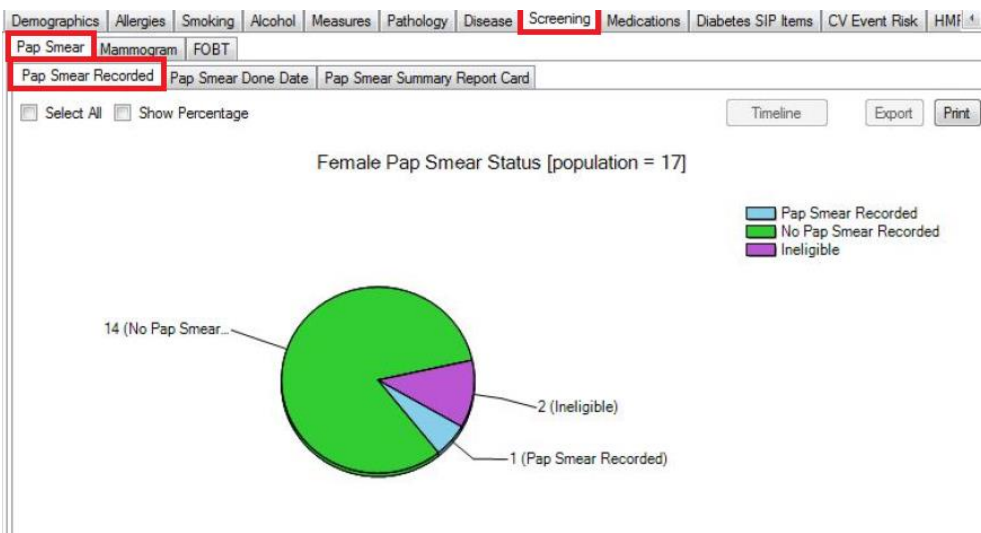 Demographics Allergies Smoking Alcohol Measures Pathology Disease Screening Medications Diabetes SIP Items CV Event Risk
Pap Smear Mammogram FOBT
Pap Smear Recorded Pap Smear Done Date Pap Smear Summary Report Card
Select All Show Percentage Timeline Export Print
Female Pap Smear Status [population = 17]
Pap Smear Recorded
No Pap Smear Recorded
Ineligible
14 (No Pap Smear...
2 (Ineligible)
1 (Pap Smear Recorded)